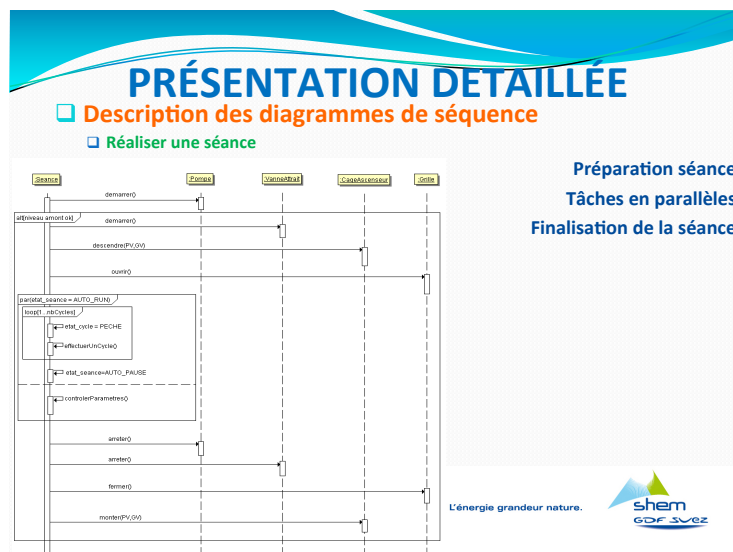 PRÉSENTATION DETAILLÉE
Description des diagrammes de séquence
Réaliser une séance
Préparation séance
Tâches en parallèles
Finalisation de la séance
:Seance :Pompe :VanneAttrait :CageAscenseur :Grille
demarrer()
alt[niveau amont ok]
demarrer()
descendre(PV,GV)
ouvrir()
par(etat_seance = AUTO_RUN)
loop[1...nbCycles]
etat_cycle = PECHE
effectuerUnCycle()
etat_seance=AUTO_PAUSE
controlerParametres()
arreter()
arreter()
fermer()
monter(PV,GV)
L'énergie grandeur nature.
shem
GDF SUEZ